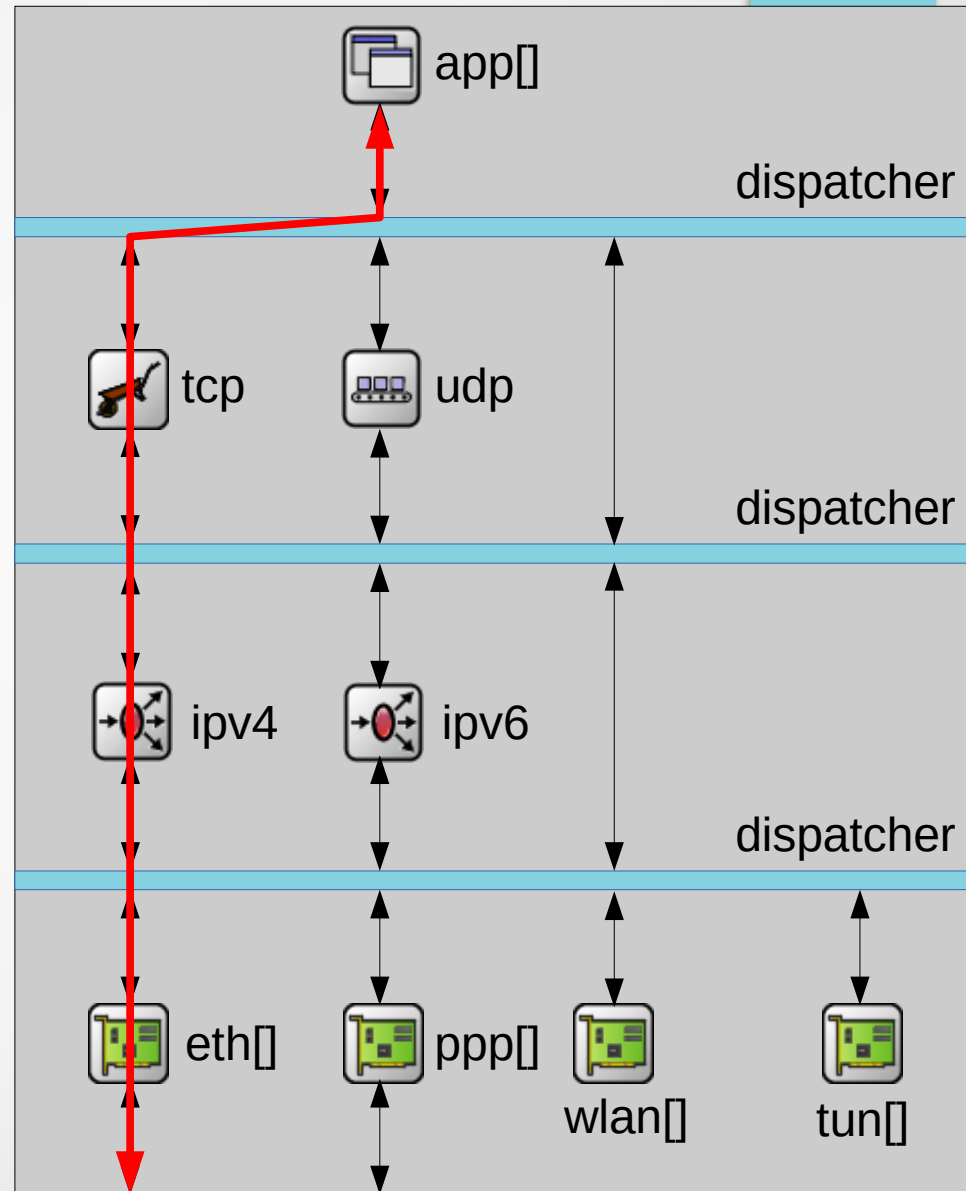 app[]
dispatcher
tcp
udp
dispatcher
ipv4
ipv6
dispatcher
eth[]
ppp[]
wlan[]
tun[]